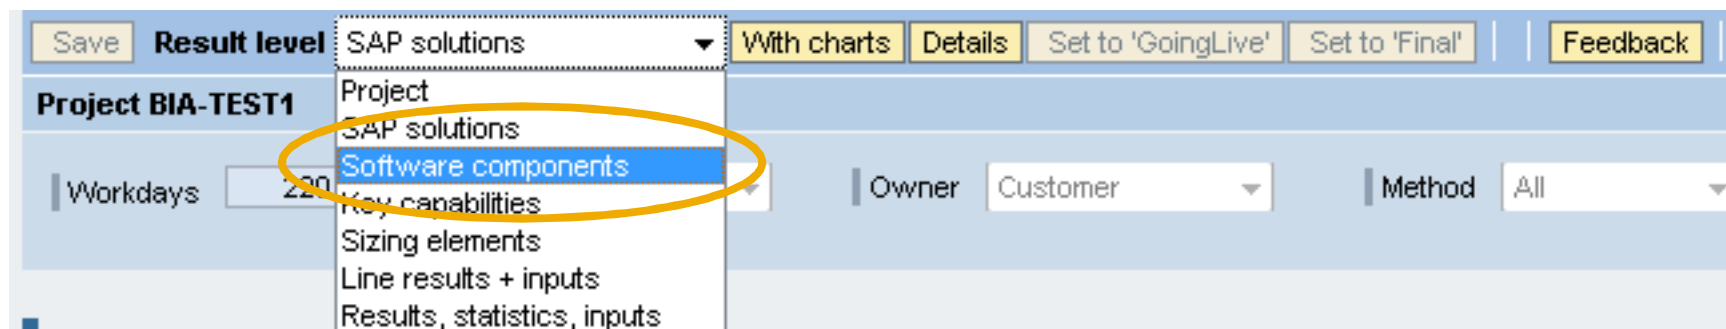 Save Result level SAP solutions With charts Details Set to 'GoingLive' Set to 'Final' Feedback
Project BIA-TEST1
Project
SAP solutions
Software components
Workdays 220 Owner Customer Method All
Key capabilities
Sizing elements
Line results + inputs
Results, statistics, inputs